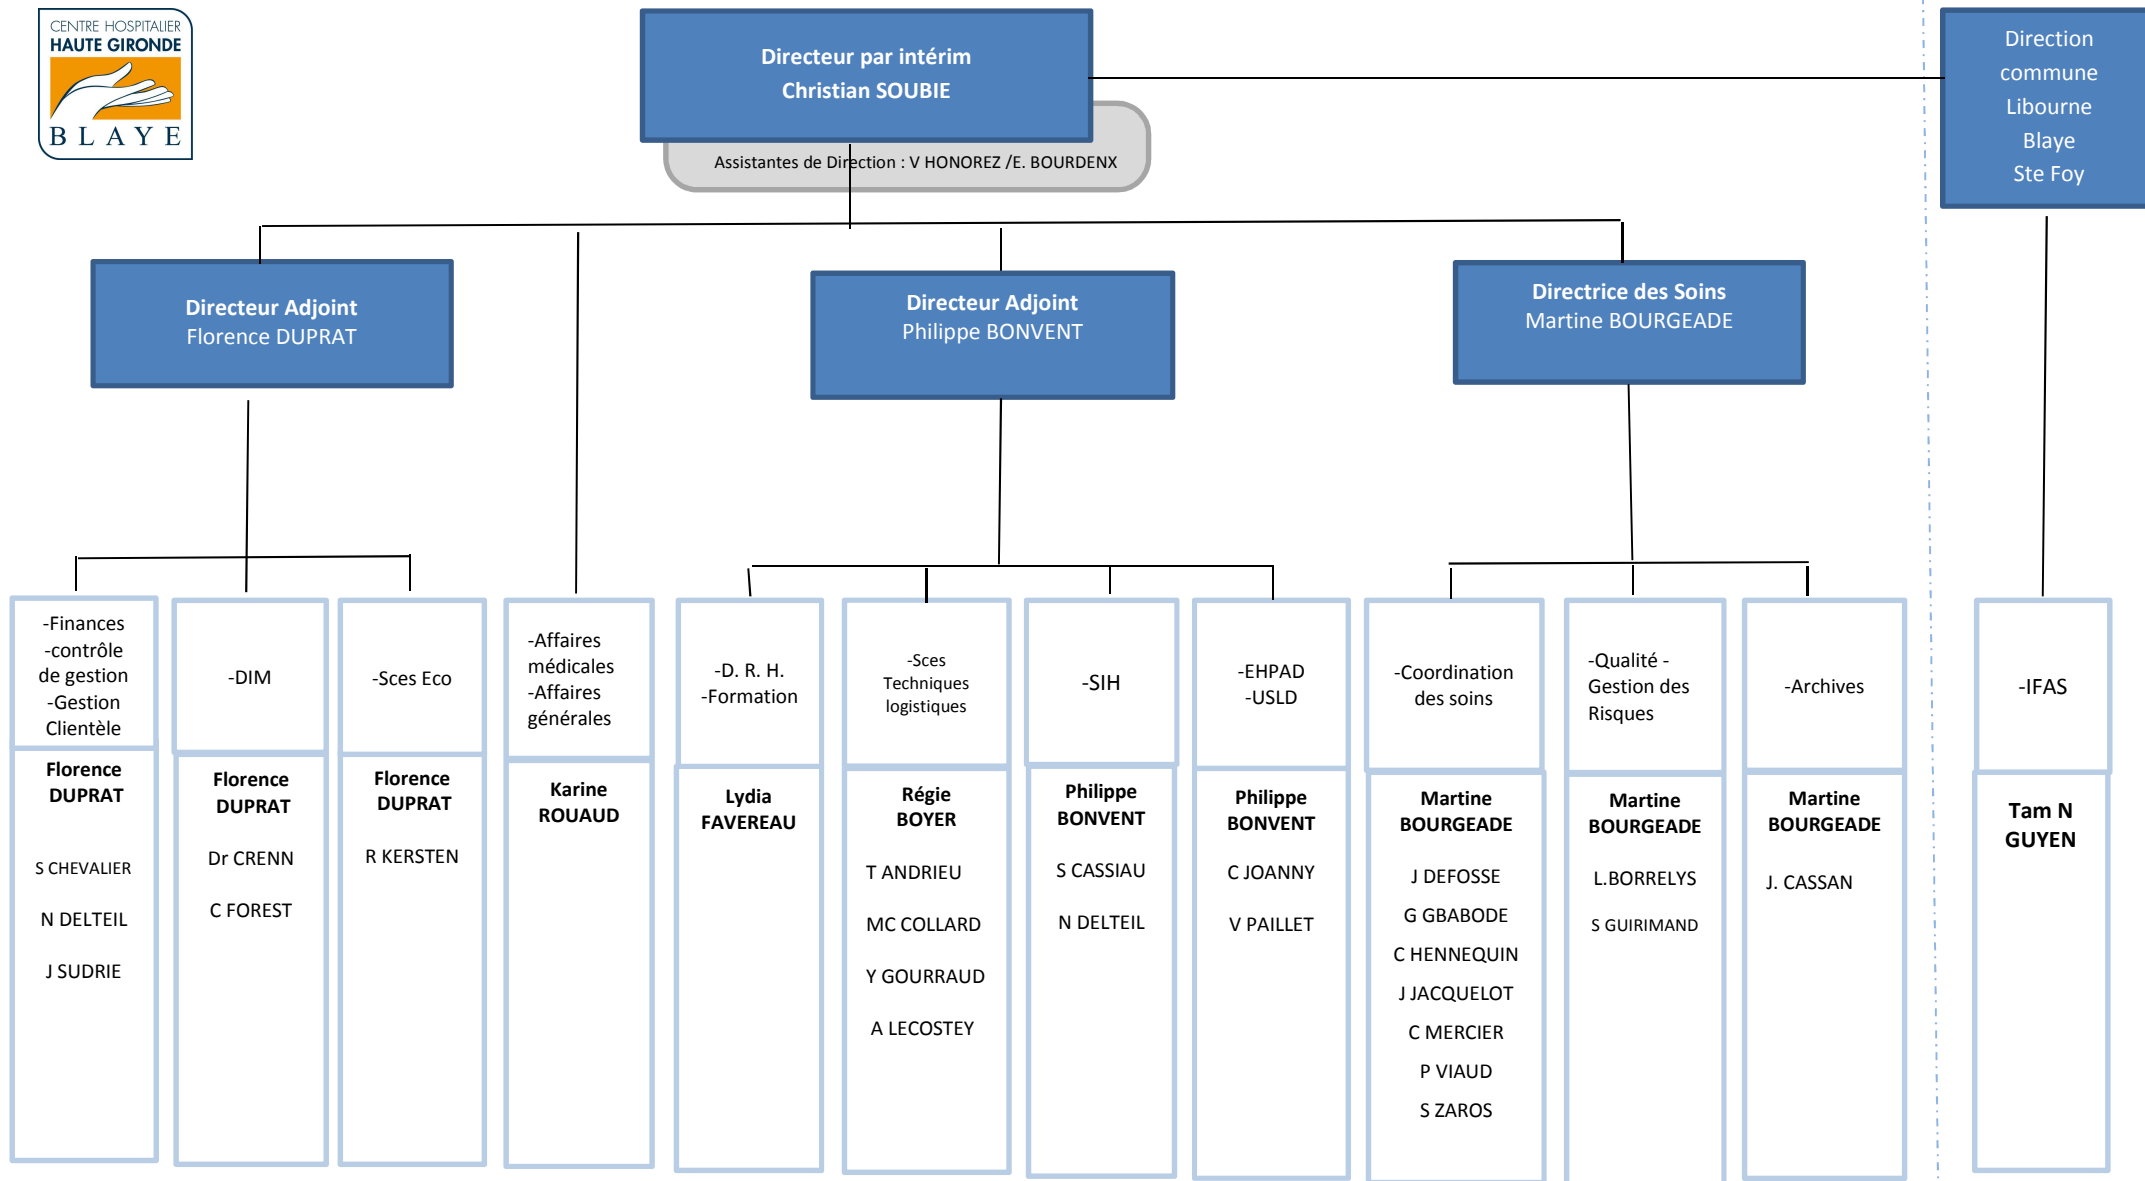 CENTRE HOSPITALIER
HAUTE GIRONDE
BLAYE
Directeur par intérim
Christian SOUBIE
Assistantes de Direction : V HONOREZ /E. BOURDENX
Direction
commune
Libourne
Blaye
Ste Foy
Directeur Adjoint
Florence DUPRAT
Directeur Adjoint
Philippe BONVENT
Directrice des Soins
Martine BOURGEADE
-Finances
-contrôle
de gestion
-Gestion
Clientèle
Florence
DUPRAT
S CHEVALIER
N DELTEIL
J SUDRIE
-DIM
Florence
DUPRAT
Dr CRENN
C FOREST
-Sces Eco
Florence
DUPRAT
R KERSTEN
-Affaires
médicales
-Affaires
générales
Karine
ROUAUD
-D. R. H.
-Formation
Lydia
FAVEREAU
-Sces
Techniques
logistiques
Régie
BOYER
T ANDRIEU
MC COLLARD
Y GOURRAUD
A LECOSTEY
-SIH
Philippe
BONVENT
S CASSIAU
N DELTEIL
-EHPAD
-USLD
Philippe
BONVENT
C JOANNY
V PAILLET
-Coordination
des soins
Martine
BOURGEADE
J DEFOSSE
G GBABODE
C HENNEQUIN
J JACQUELOT
C MERCIER
P VIAUD
S ZAROS
-Qualité -
Gestion des
Risques
Martine
BOURGEADE
L.BORRELYS
S GUIRIMAND
-Archives
Martine
BOURGEADE
J. CASSAN
-IFAS
Tam N
GUYEN